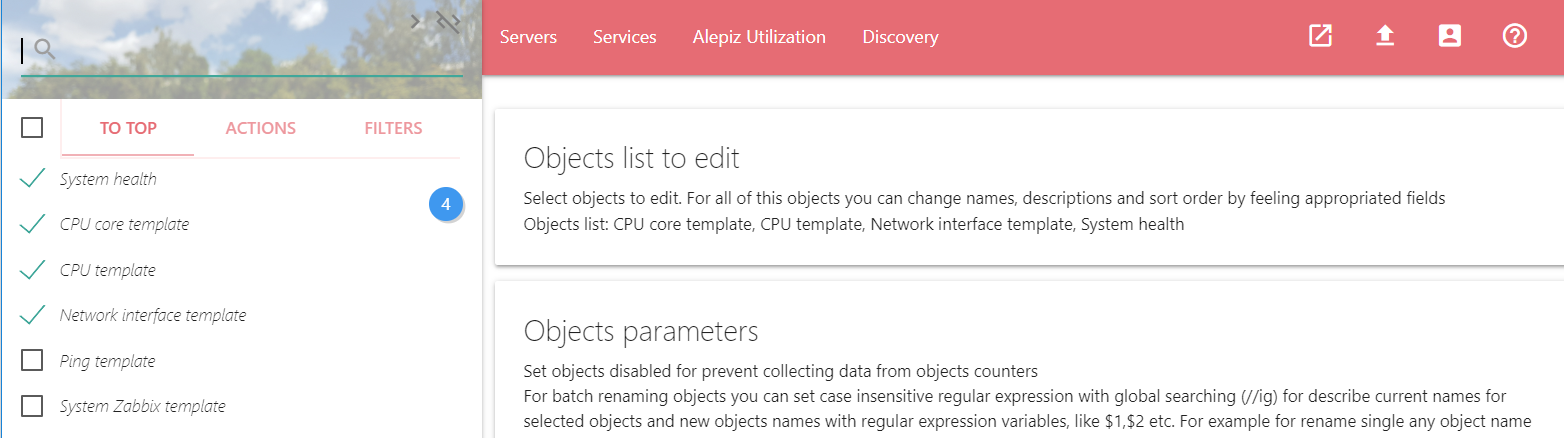 Servers Services Alepiz Utilization Discovery
TO TOP ACTIONS FILTERS
System health
4
CPU core template
CPU template
Network interface template
Ping template
System Zabbix template
Objects list to edit
Select objects to edit. For all of this objects you can change names, descriptions and sort order by feeling appropriated fields
Objects list: CPU core template, CPU template, Network interface template, System health
Objects parameters
Set objects disabled for prevent collecting data from objects counters
For batch renaming objects you can set case insensitive regular expression with global searching (//ig) for describe current names for
selected objects and new objects names with regular expression variables, like $1,$2 etc. For example for rename single any object name